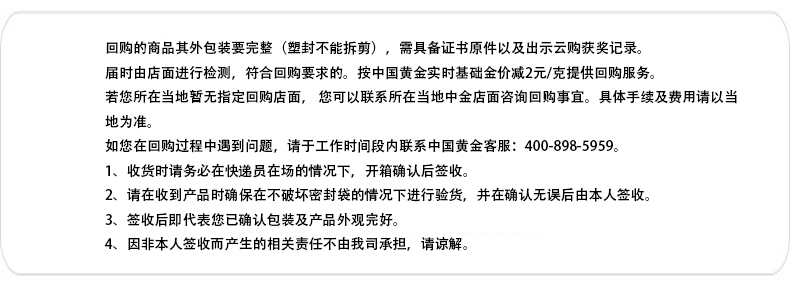 回购的商品其外包装要完整（塑封不能拆剪），需具备证书原件以及出示云购获奖记录。
届时由店面进行检测，符合回购要求的。按中国黄金实时基础金价减2元/克提供回购服务。
若您所在当地暂无指定回购店面， 您可以联系所在当地中金店面咨询回购事宜。具体手续及费用请以当
地为准。
如您在回购过程中遇到问题，请于工作时间段内联系中国黄金客服：400-898-5959。
1、收货时请务必在快递员在场的情况下，开箱确认后签收。
2、请在收到产品时确保在不破坏密封袋的情况下进行验货，并在确认无误后由本人签收。
3、签收后即代表您已确认包装及产品外观完好。
4、因非本人签收而产生的相关责任不由我司承担，请谅解。